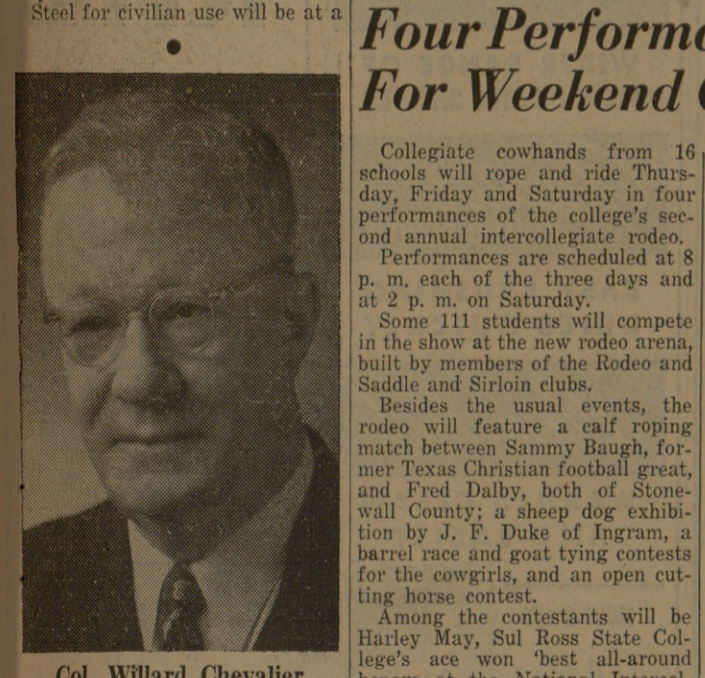 Steel for civilian use will be at a
Col. Willard Chevalier
Four Perform
For Weekend
Collegiate cowhands from 16
schools will rope and ride Thurs-
day, Friday and Saturday in four
performances of the college's sec-
ond annual intercollegiate rodeo.
Performances are scheduled at 8
p. m. each of the three days and
at 2 p. m. on Saturday.
Some 111 students will compete
in the show at the new rodeo arena,
built by members of the Rodeo and
Saddle and Sirloin clubs.
Besides the usual events, the
rodeo will feature a calf roping
match between Sammy Baugh, for-
mer Texas Christian football great,
and Fred Dalby, both of Stone-
wall County; a sheep dog exhibi-
tion by J. F. Duke of Ingram, a
barrel race and goat tying contests
for the cowgirls, and an open cut-
ting horse contest.
Among the contestants will be
Harley May, Sul Ross State Col-
lege's ace won 'best all-around